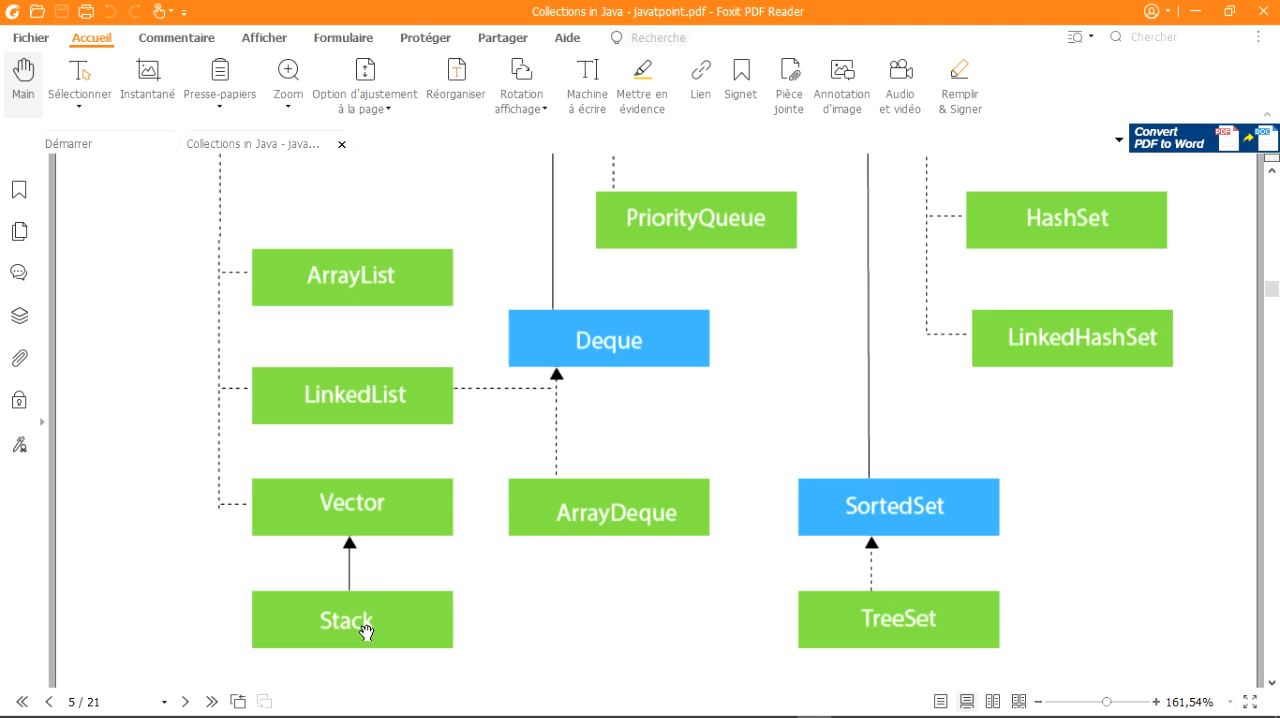 Collections in Java - javatpoint.pdf - Foxit PDF Reader
Fichier Accueil Commentaire Afficher Formulaire Protéger Partager Aide Recherche Chercher
Main Sélectionner Instantané Presse-papiers Zoom Option d'ajustement à la page Réorganiser Rotation affichage Machine à écrire Mettre en évidence Lien Signet Pièce jointe Annotation d'image Audio et vidéo Remplir & Signer
Démarrer Collections in Java - java...
Convert
PDF to Word
PDF DOC
PriorityQueue
HashSet
ArrayList
Deque
LinkedHashSet
LinkedList
Vector
ArrayDeque
SortedSet
Stack
TreeSet
5 / 21
161,54%